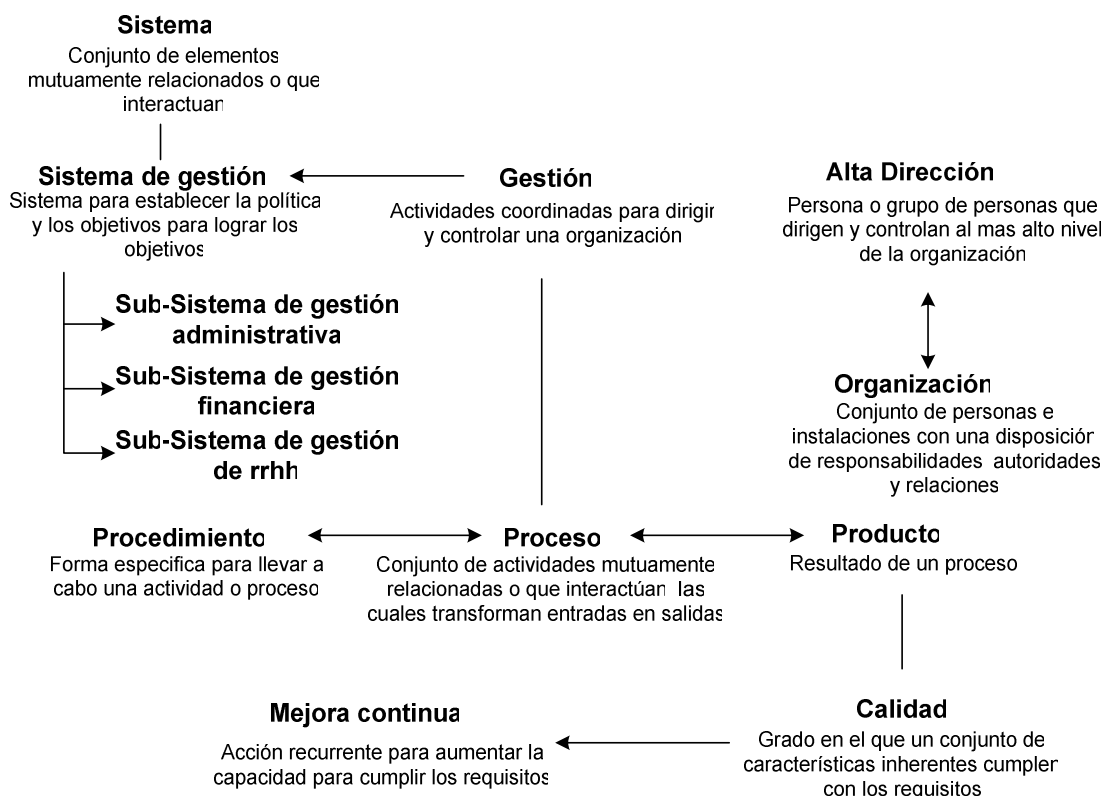 Sistema
Conjunto de elementos
mutuamente relacionados o que
interactuan
Sistema de gestión
Sistema para establecer la política
y los objetivos para lograr los
objetivos
Gestión
Actividades coordinadas para dirigir
y controlar una organización
Alta Dirección
Persona o grupo de personas que
dirigen y controlan al mas alto nivel
de la organización
Sub-Sistema de gestión
administrativa
Sub-Sistema de gestión
financiera
Sub-Sistema de gestión
de rrhh
Organización
Conjunto de personas e
instalaciones con una disposición
de responsabilidades autoridades
y relaciones
Procedimiento
Forma especifica para llevar a
cabo una actividad o proceso
Proceso
Conjunto de actividades mutuamente
relacionadas o que interactúan las
cuales transforman entradas en salidas
Producto
Resultado de un proceso
Mejora continua
Acción recurrente para aumentar la
capacidad para cumplir los requisitos
Calidad
Grado en el que un conjunto de
características inherentes cumplen
con los requisitos